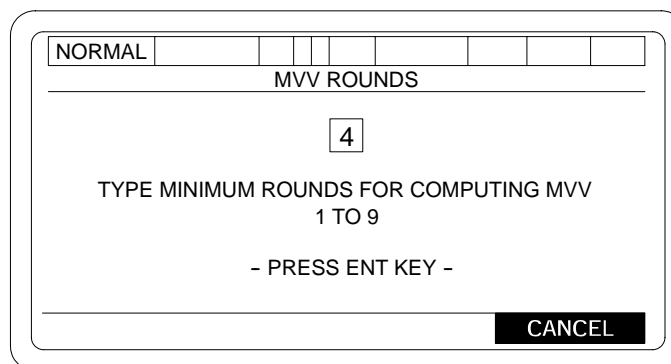 NORMAL
MVV ROUNDS
4
TYPE MINIMUM ROUNDS FOR COMPUTING MVV
1 TO 9
- PRESS ENT KEY -
CANCEL